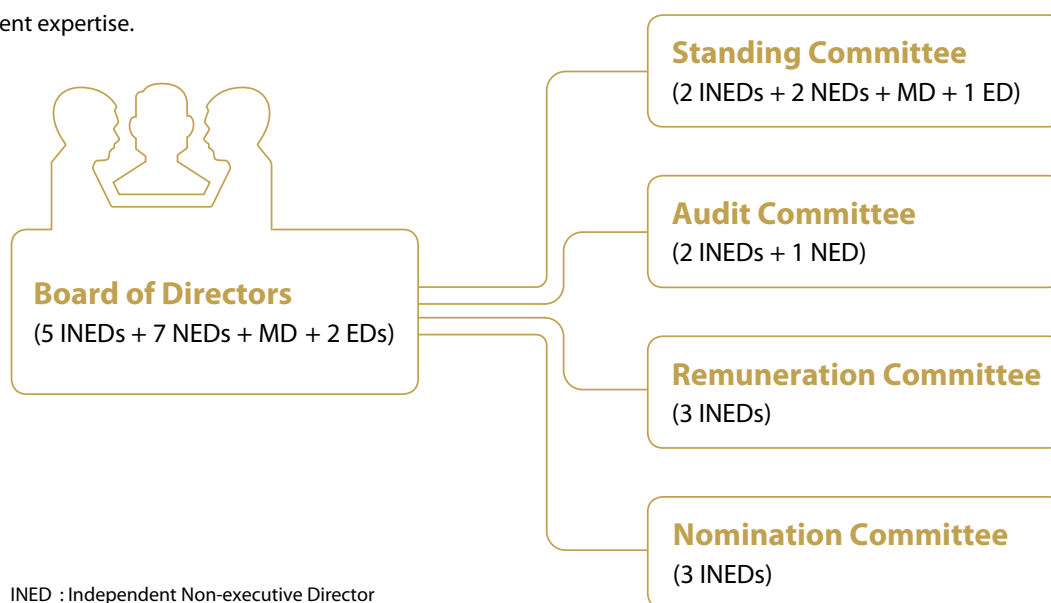 ent expertise.
Standing Committee
(2 INEDs + 2 NEDs + MD + 1 ED)
Audit Committee
(2 INEDs + 1 NED)
Board of Directors
(5 INEDs + 7 NEDs + MD + 2 EDs)
Remuneration Committee
(3 INEDs)
Nomination Committee
(3 INEDs)
INED : Independent Non-executive Director